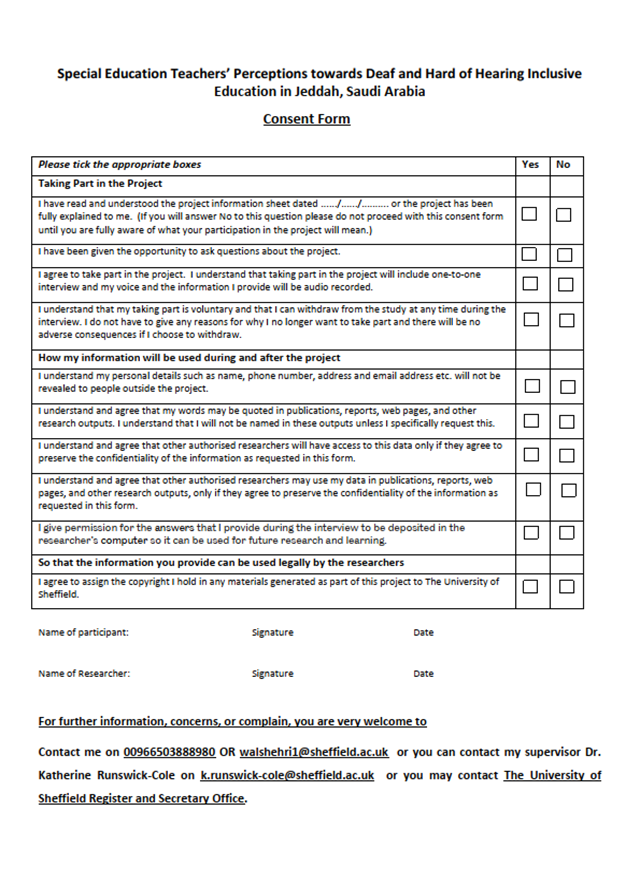 Special Education Teachers' Perceptions towards Deaf and Hard of Hearing Inclusive
Education in Jeddah, Saudi Arabia
Consent Form
Please tick the appropriate boxes Yes No
Taking Part in the Project
I have read and understood the project information sheet dated ....../....../.......... or the project has been
fully explained to me. (If you will answer No to this question please do not proceed with this consent form
until you are fully aware of what your participation in the project will mean.)
I have been given the opportunity to ask questions about the project.
I agree to take part in the project. I understand that taking part in the project will include one-to-one
interview and my voice and the information I provide will be audio recorded.
I understand that my taking part is voluntary and that I can withdraw from the study at any time during the
interview. I do not have to give any reasons for why I no longer want to take part and there will be no
adverse consequences if I choose to withdraw.
How my information will be used during and after the project
I understand my personal details such as name, phone number, address and email address etc. will not be
revealed to people outside the project.
I understand and agree that my words may be quoted in publications, reports, web pages, and other
research outputs. I understand that I will not be named in these outputs unless I specifically request this.
I understand and agree that other authorised researchers will have access to this data only if they agree to
preserve the confidentiality of the information as requested in this form.
I understand and agree that other authorised researchers may use my data in publications, reports, web
pages, and other research outputs, only if they agree to preserve the confidentiality of the information as
requested in this form.
I give permission for the answers that I provide during the interview to be deposited in the
researcher's computer so it can be used for future research and learning.
So that the information you provide can be used legally by the researchers
I agree to assign the copyright I hold in any materials generated as part of this project to The University of
Sheffield.
Name of participant: Signature Date
Name of Researcher: Signature Date
For further information, concerns, or complain, you are very welcome to
Contact me on 00966503888980 OR walshehri1@sheffield.ac.uk or you can contact my supervisor Dr.
Katherine Runswick-Cole on k.runswick-cole@sheffield.ac.uk or you may contact The University of
Sheffield Register and Secretary Office.